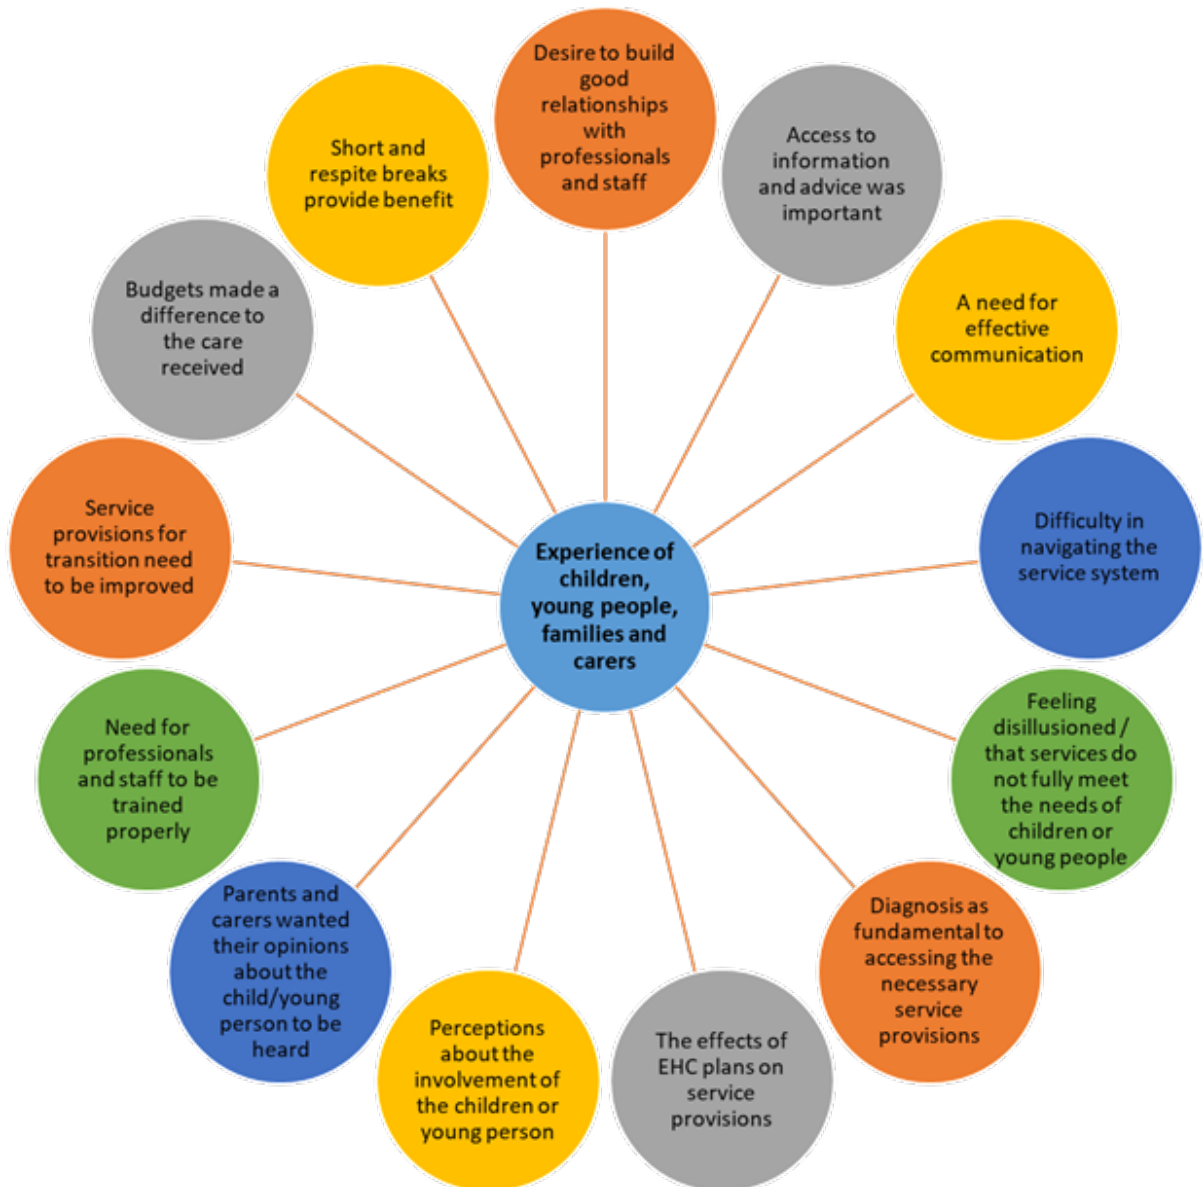 Desire to build
good
relationships
with
professionals
and staff
Access to
information
and advice was
important
A need for
effective
communication
Difficulty in
navigating the
service system
Feeling
disillusioned /
that services do
not fully meet
the needs of
children or
young people
Diagnosis as
fundamental to
accessing the
necessary
service
provisions
The effects of
EHC plans on
service
provisions
Perceptions
about the
involvement of
the children or
young person
Parents and
carers wanted
their opinions
about the
child/young
person to be
heard
Need for
professionals
and staff to be
trained
properly
Service
provisions for
transition need
to be improved
Budgets made a
difference to
the care
received
Short and
respite breaks
provide benefit
Experience of
children,
young people,
families and
carers